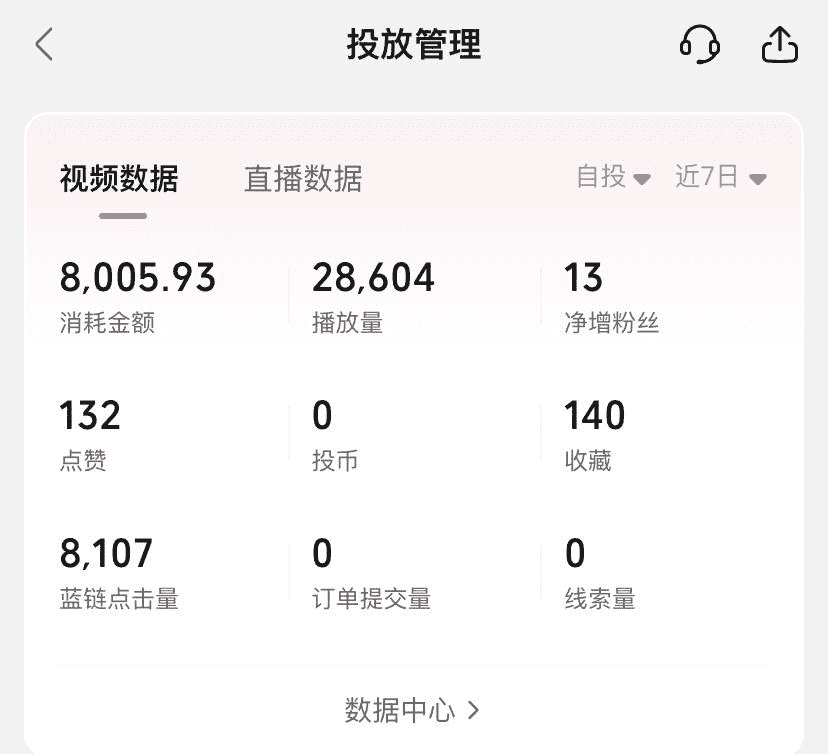 投放管理
视频数据 直播数据 自投 近7日
8,005.93 28,604 13
消耗金额 播放量 净增粉丝
132 0 140
点赞 投币 收藏
8,107 0 0
蓝链点击量 订单提交量 线索量
数据中心